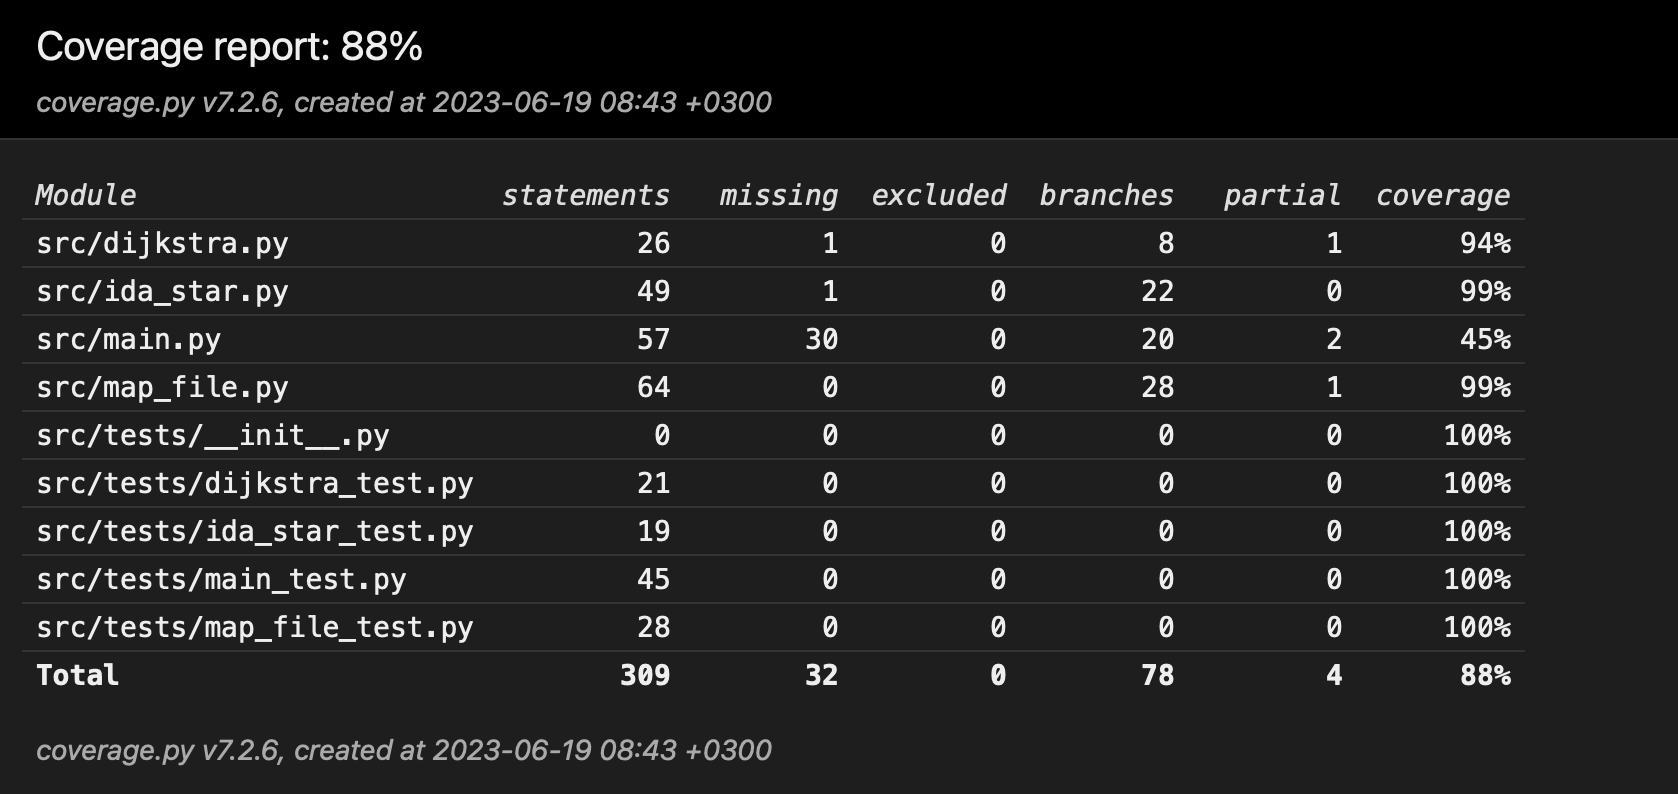 Coverage report: 88%
coverage.py v7.2.6, created at 2023-06-19 08:43 +0300
Module statements missing excluded branches partial coverage
src/dijkstra.py 26 1 0 8 1 94%
src/ida_star.py 49 1 0 22 0 99%
src/main.py 57 30 0 20 2 45%
src/map_file.py 64 0 0 28 1 99%
src/tests/__init__.py 0 0 0 0 0 100%
src/tests/dijkstra_test.py 21 0 0 0 0 100%
src/tests/ida_star_test.py 19 0 0 0 0 100%
src/tests/main_test.py 45 0 0 0 0 100%
src/tests/map_file_test.py 28 0 0 0 0 100%
Total 309 32 0 78 4 88%
coverage.py v7.2.6, created at 2023-06-19 08:43 +0300